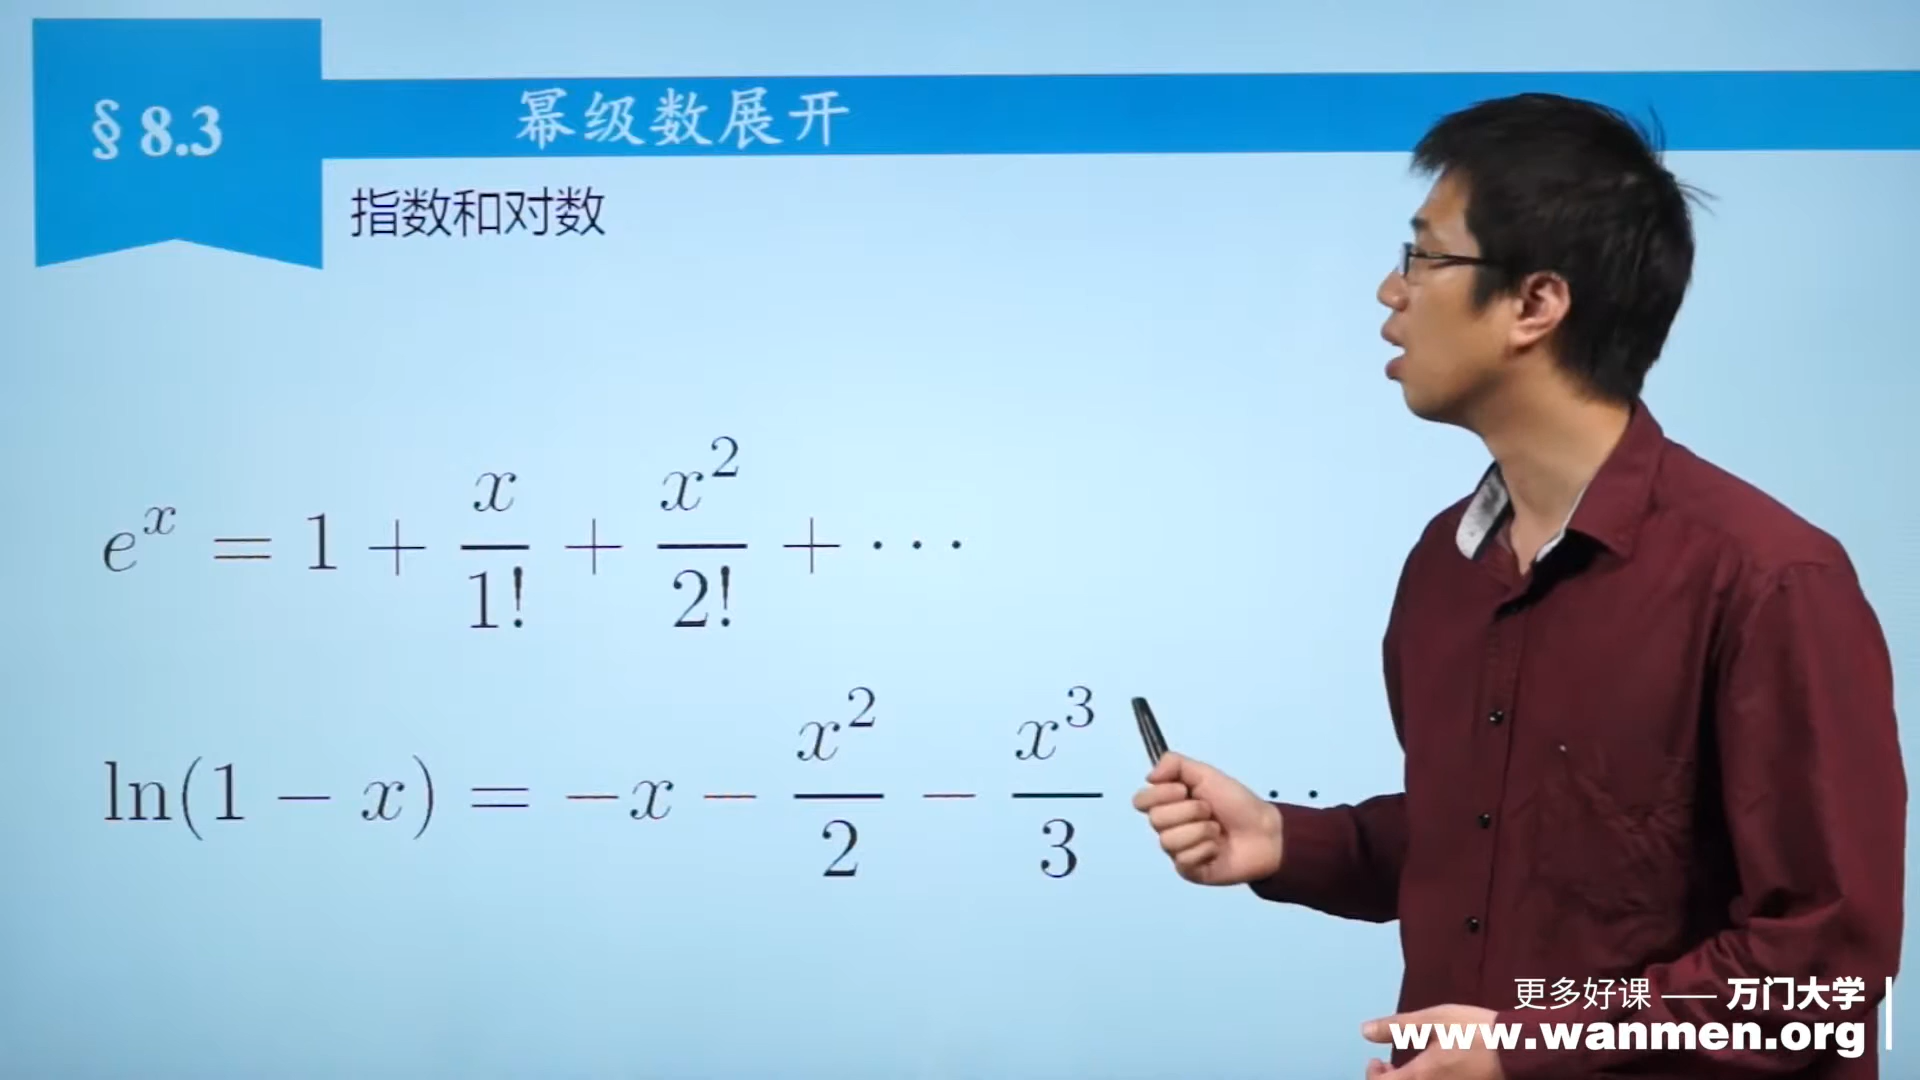 § 8.3
幂级数展开
指数和对数
e^x = 1 + x/1! + x^2/2! + ···
ln(1 − x) = −x − x^2/2 − x^3/3 ··
更多好课 —— 万门大学
www.wanmen.org